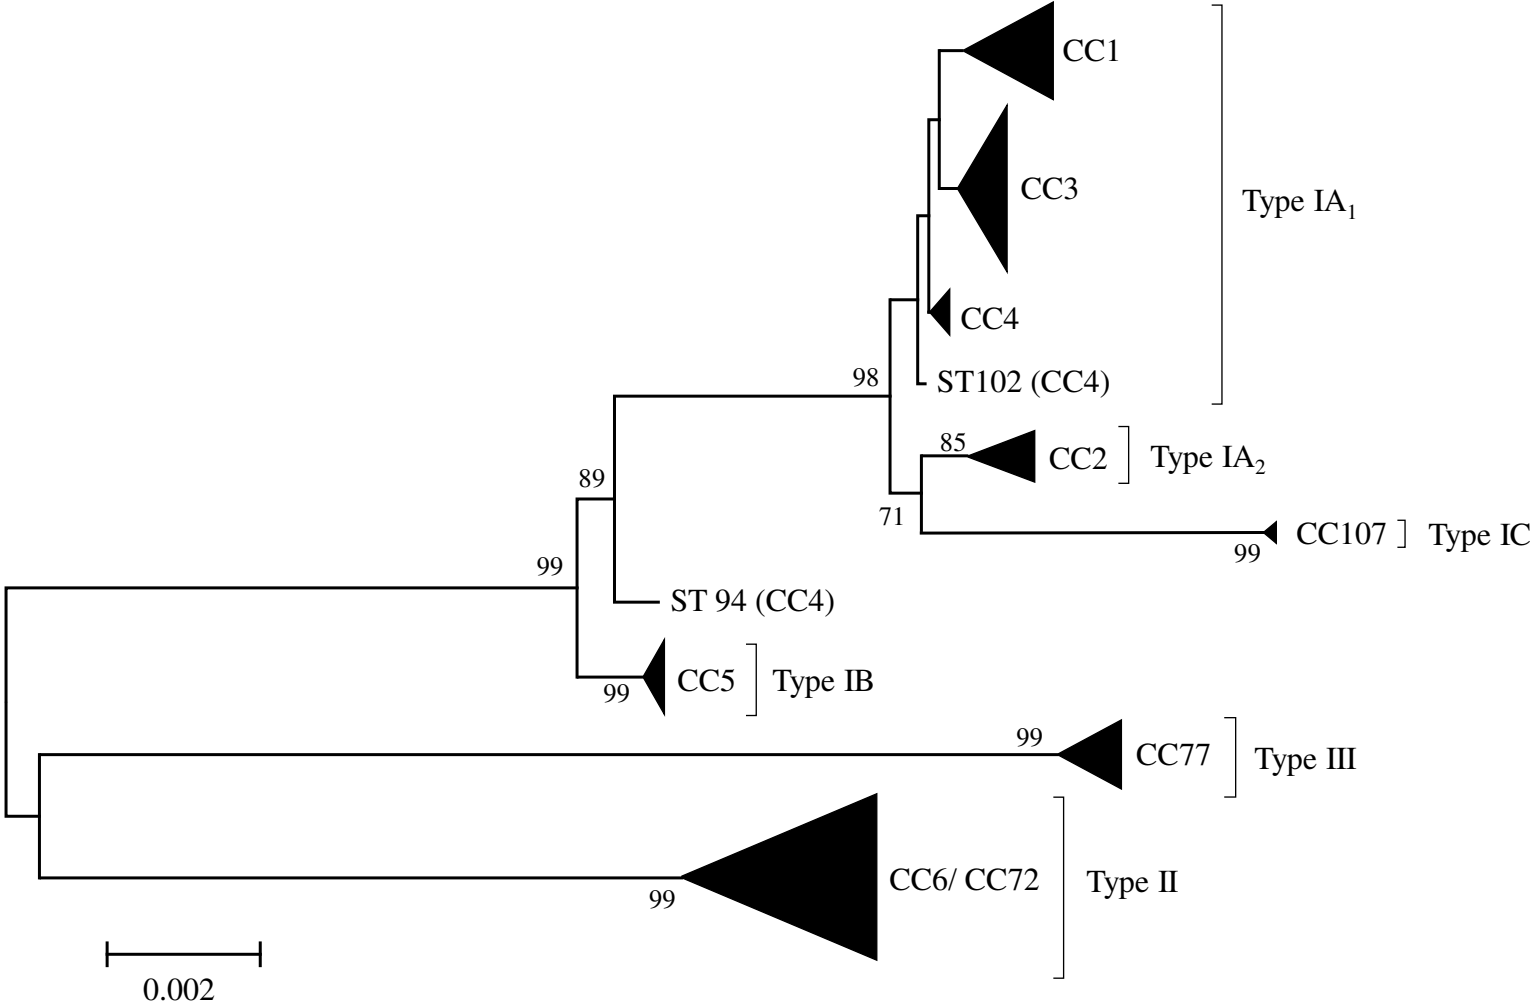 CC1
CC3
Type IA1
CC4
98
ST102 (CC4)
85
CC2
Type IA2
89
71
CC107
Type IC
99
99
ST 94 (CC4)
CC5
Type IB
99
99
CC77
Type III
CC6/ CC72
Type II
99
0.002